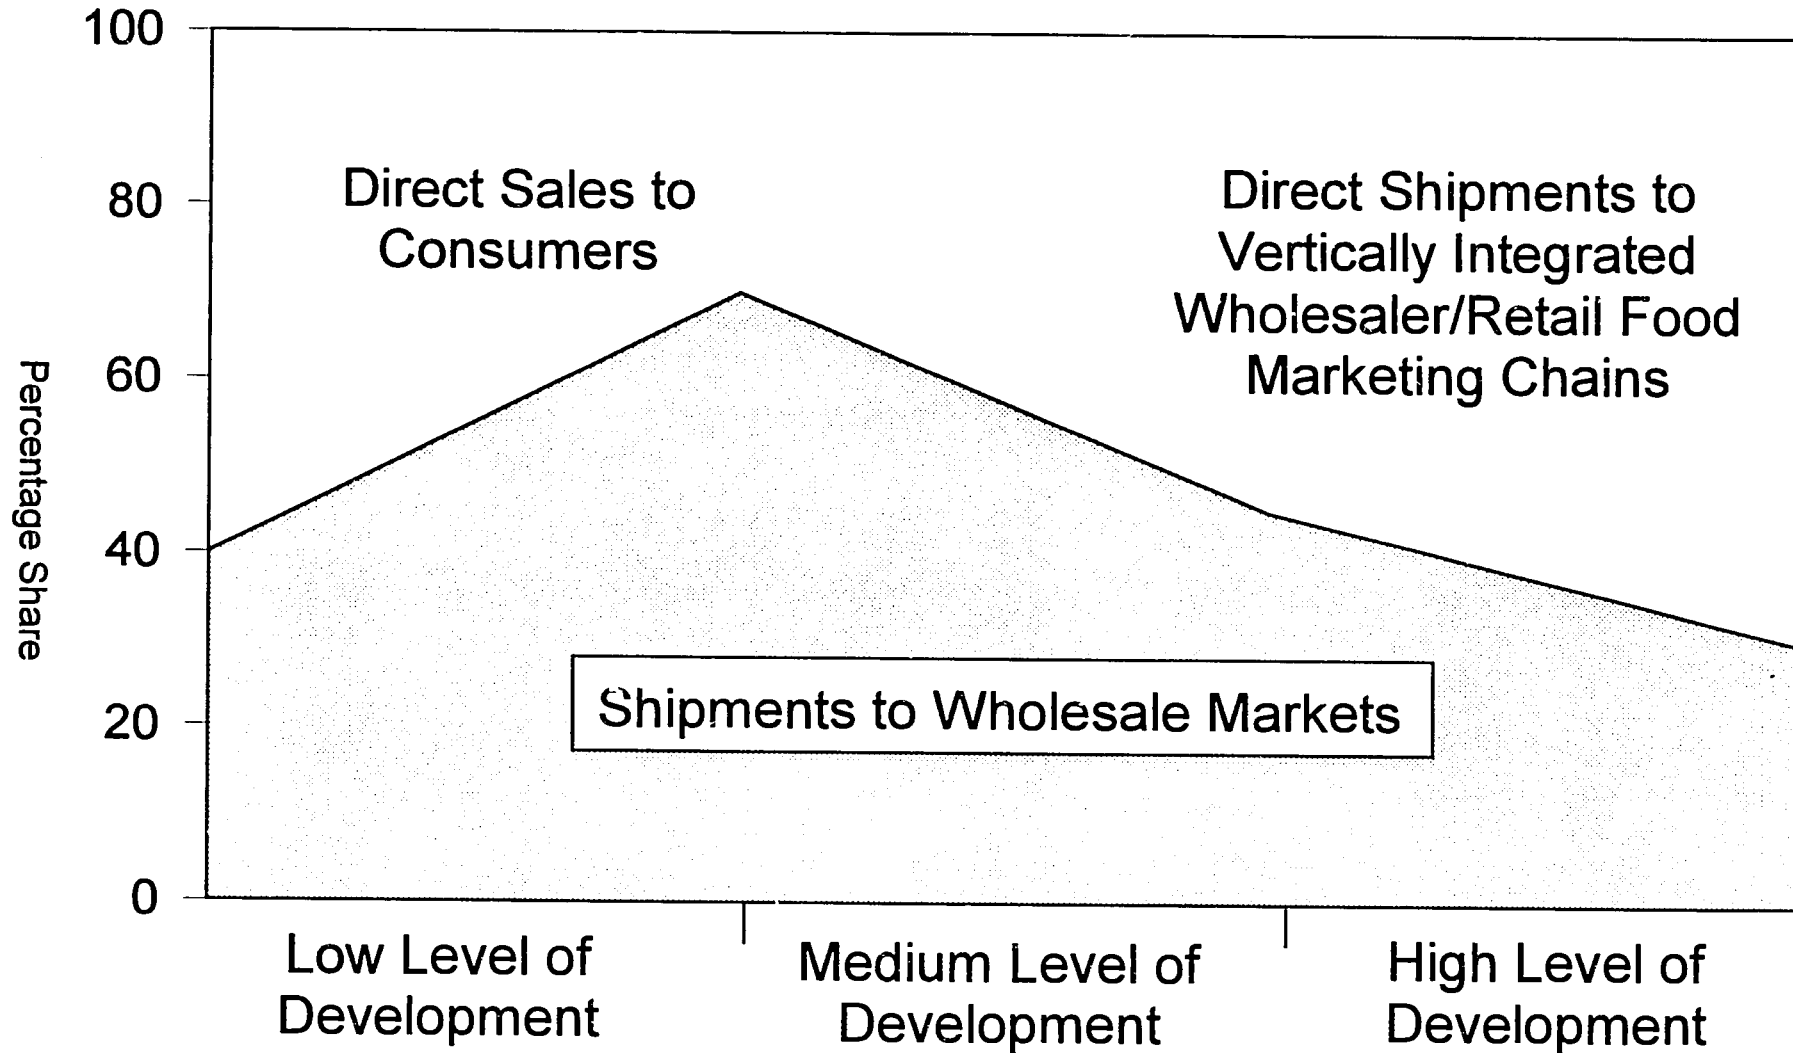 100
80
60
40
20
0
Percentage Share
Direct Sales to
Consumers
Direct Shipments to
Vertically Integrated
Wholesaler/Retail Food
Marketing Chains
Shipments to Wholesale Markets
Low Level of
Development
Medium Level of
Development
High Level of
Development